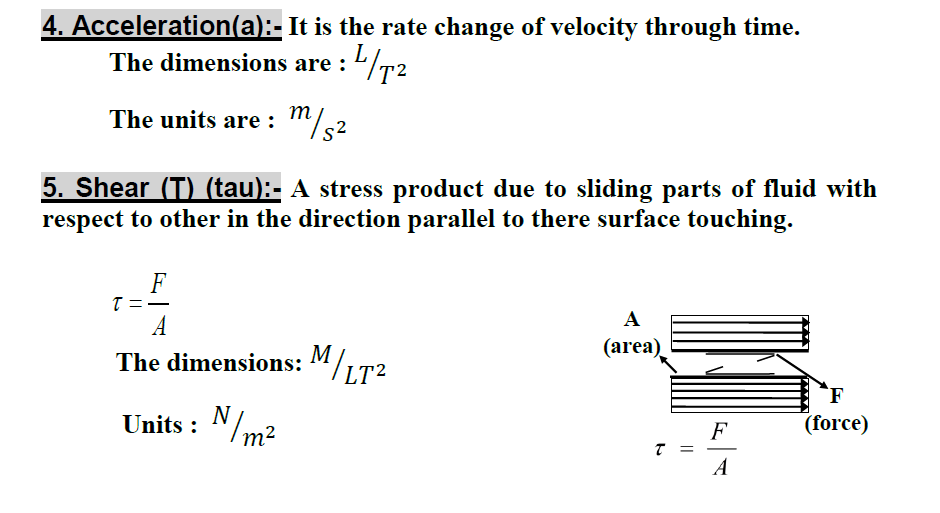 4. Acceleration(a):- It is the rate change of velocity through time.
The dimensions are : L/T²
The units are : m/s²
5. Shear (T) (tau):- A stress product due to sliding parts of fluid with
respect to other in the direction parallel to there surface touching.
τ = F/A
The dimensions: M/LT²
Units : N/m²
A
(area)
F
(force)
τ = F/A